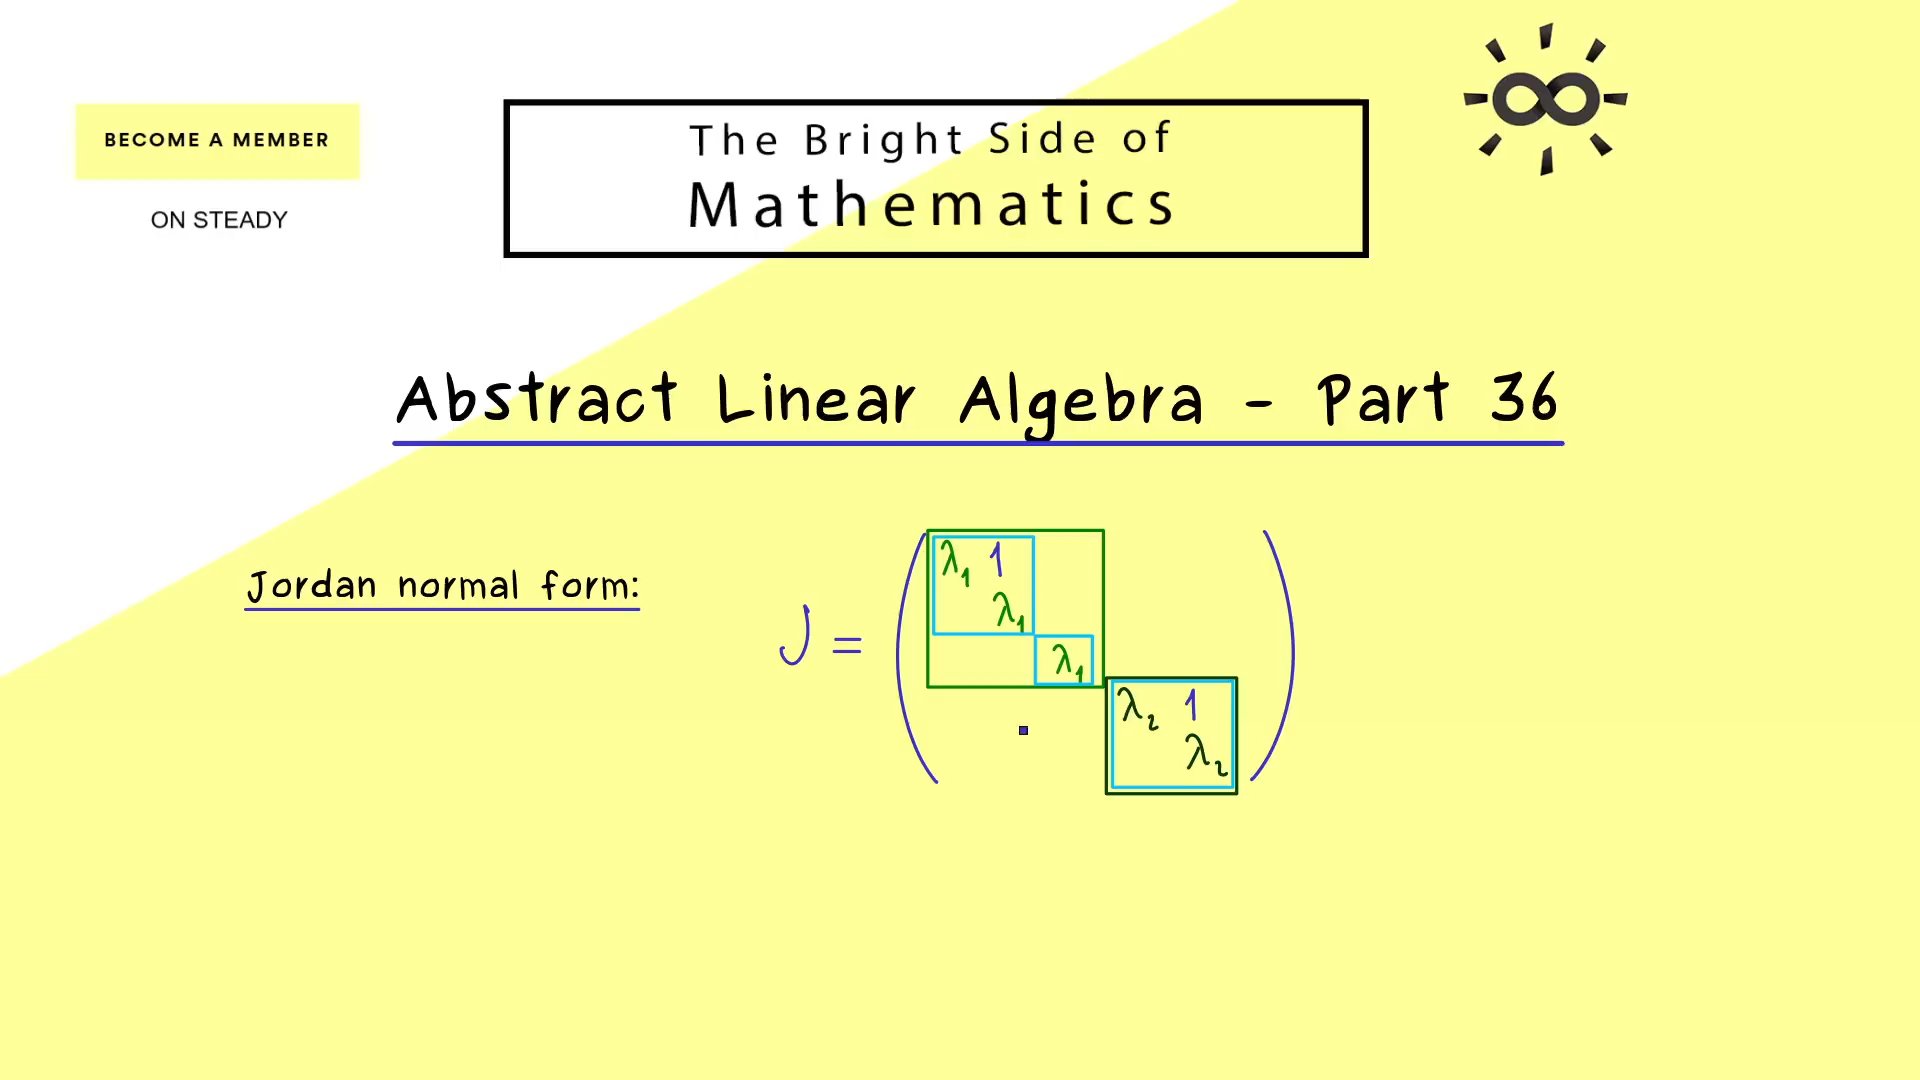 BECOME A MEMBER
ON STEADY
The Bright Side of
Mathematics
Abstract Linear Algebra - Part 36
Jordan normal form:
J =
λ₁ 1
λ₁
λ₁
λ₂ 1
λ₂